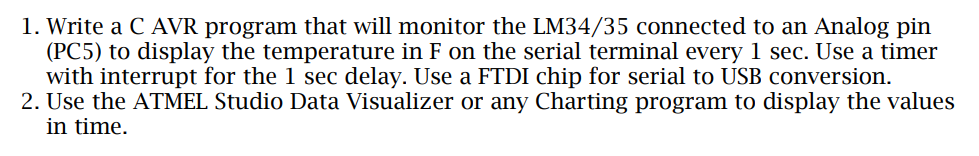 1. Write a C AVR program that will monitor the LM34/35 connected to an Analog pin
(PC5) to display the temperature in F on the serial terminal every 1 sec. Use a timer
with interrupt for the 1 sec delay. Use a FTDI chip for serial to USB conversion.
2. Use the ATMEL Studio Data Visualizer or any Charting program to display the values
in time.